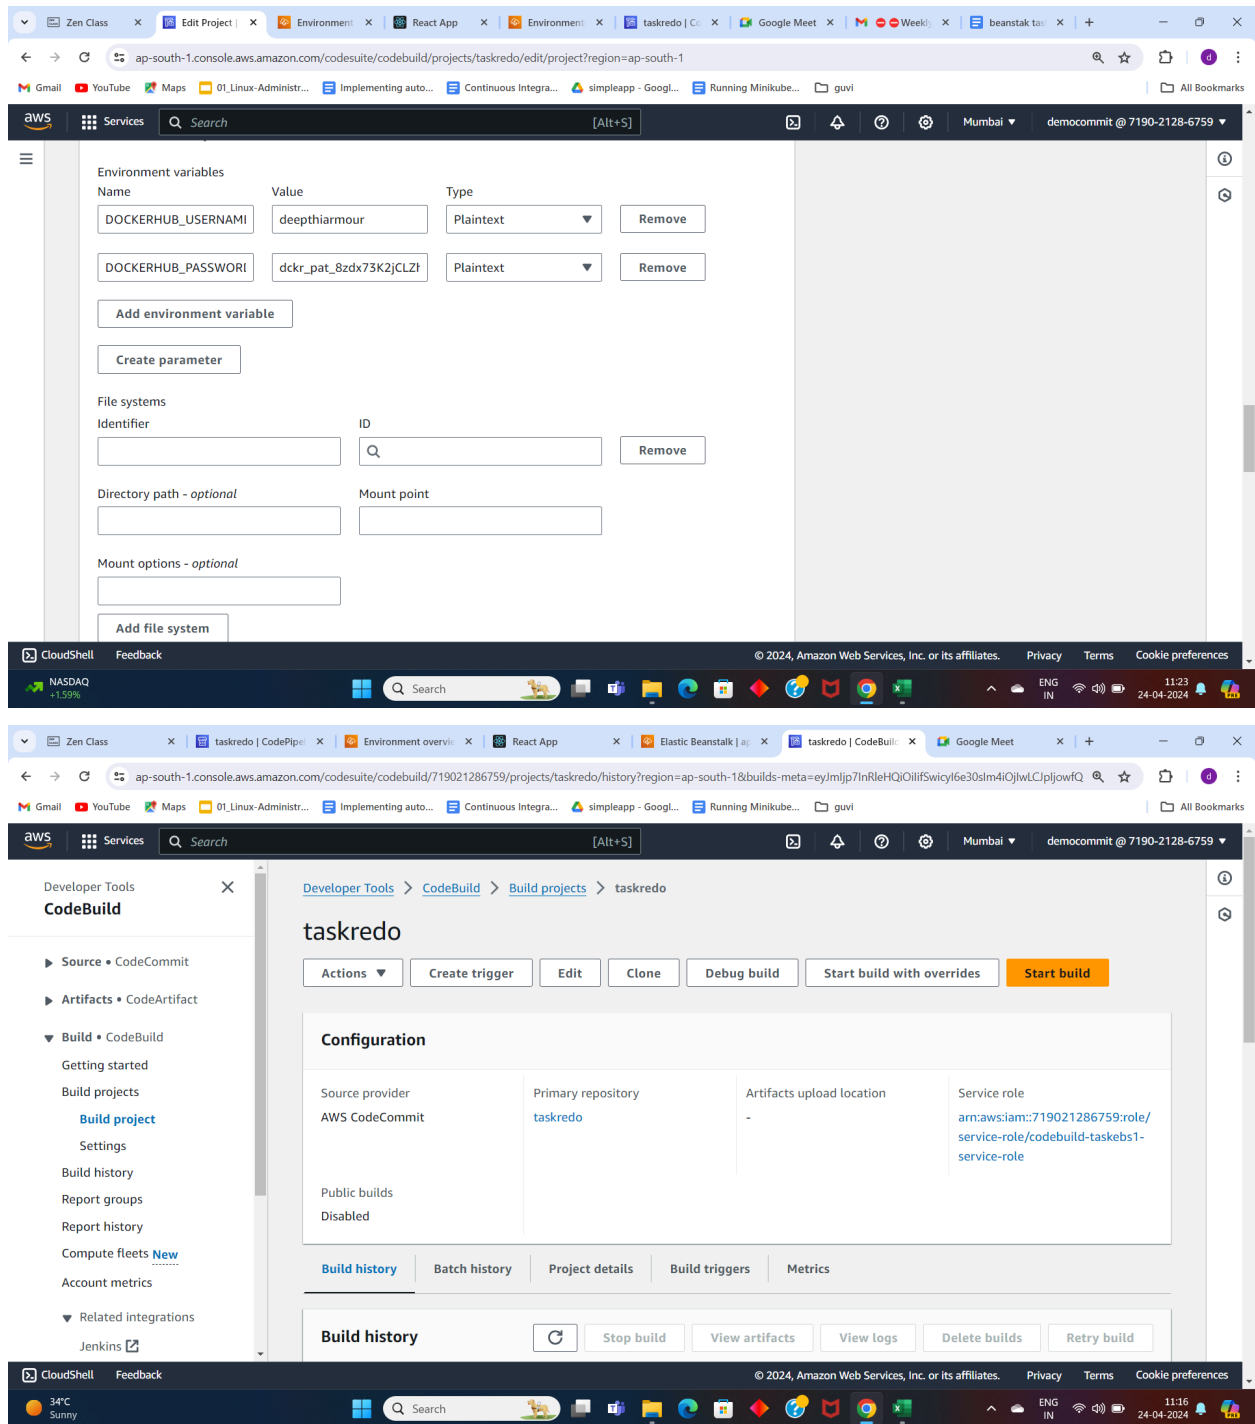 Zen Class
Edit Project |
Environment
React App
Environment
taskredo | Co
Google Meet
Weekly
beanstak tas
ap-south-1.console.aws.amazon.com/codesuite/codebuild/projects/taskredo/edit/project?region=ap-south-1
Gmail
YouTube
Maps
01_Linux-Administr...
Implementing auto...
Continuous Integra...
simpleapp - Googl...
Running Minikube...
guvi
All Bookmarks
aws
Services
Search
[Alt+S]
Mumbai
democommit @ 7190-2128-6759
Environment variables
Name Value Type
DOCKERHUB_USERNAM deepthiarmour Plaintext Remove
DOCKERHUB_PASSWOR dckr_pat_8zdx73K2jCLZ Plaintext Remove
Add environment variable
Create parameter
File systems
Identifier ID
Remove
Directory path - optional Mount point
Mount options - optional
Add file system
CloudShell Feedback © 2024, Amazon Web Services, Inc. or its affiliates. Privacy Terms Cookie preferences
NASDAQ
+1.59%
Search
ENG
IN
11:23
24-04-2024
Zen Class
taskredo | CodePipe
Environment overvie
React App
Elastic Beanstalk | ap
taskredo | CodeBuild
Google Meet
ap-south-1.console.aws.amazon.com/codesuite/codebuild/719021286759/projects/taskredo/history?region=ap-south-1&builds-meta=
Gmail
YouTube
Maps
01_Linux-Administr...
Implementing auto...
Continuous Integra...
simpleapp - Googl...
Running Minikube...
guvi
All Bookmarks
aws
Services
Search
[Alt+S]
Mumbai
democommit @ 7190-2128-6759
Developer Tools
CodeBuild
Source • CodeCommit
Artifacts • CodeArtifact
Build • CodeBuild
Getting started
Build projects
Build project
Settings
Build history
Report groups
Report history
Compute fleets New
Account metrics
Related integrations
Jenkins
Developer Tools > CodeBuild > Build projects > taskredo
taskredo
Actions
Create trigger
Edit
Clone
Debug build
Start build with overrides
Start build
Configuration
Source provider
AWS CodeCommit
Primary repository
taskredo
Artifacts upload location
-
Service role
arn:aws:iam::719021286759:role/
service-role/codebuild-taskebs1-
service-role
Public builds
Disabled
Build history
Batch history
Project details
Build triggers
Metrics
Build history
Stop build
View artifacts
View logs
Delete builds
Retry build
CloudShell Feedback © 2024, Amazon Web Services, Inc. or its affiliates. Privacy Terms Cookie preferences
34°C
Sunny
Search
ENG
IN
11:16
24-04-2024